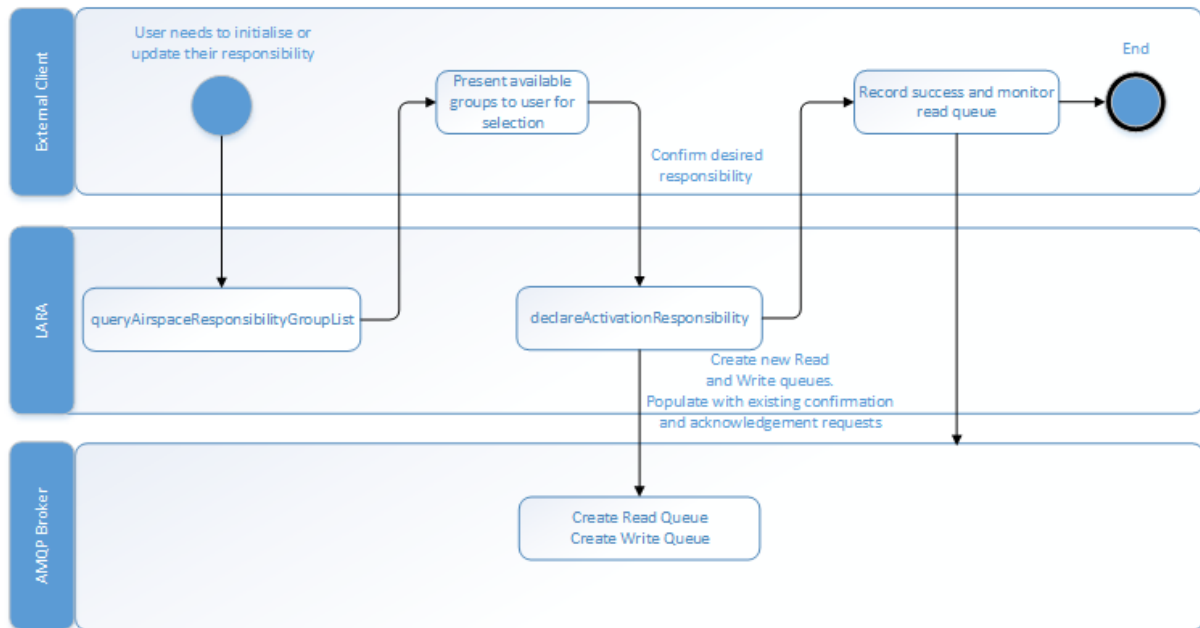 External Client
User needs to initialise or
update their responsibility
Present available
groups to user for
selection
Confirm desired
responsibility
Record success and monitor
read queue
End
LARA
queryAirspaceResponsibilityGroupList
declareActivationResponsibility
Create new Read
and Write queues.
Populate with existing confirmation
and acknowledgement requests
AMQP Broker
Create Read Queue
Create Write Queue